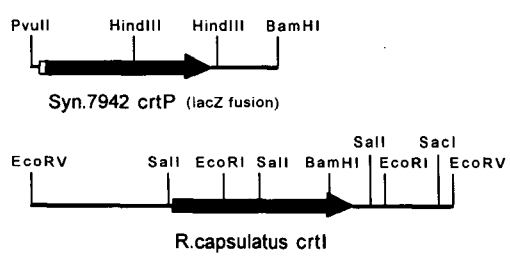 PvuII HindIII HindIII BamHI
Syn.7942 crtP (lacZ fusion)
SalI SacI
EcoRV SalI EcoRI SalI BamHI EcoRI EcoRV
R.capsulatus crtI